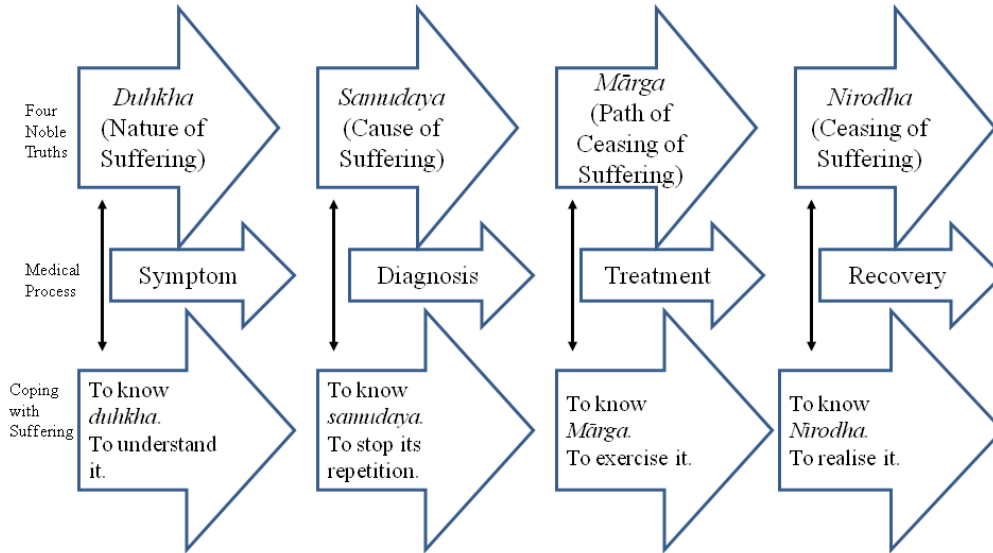 Four
Noble
Truths
Duhkha
(Nature of
Suffering)
Samudaya
(Cause of
Suffering)
Mārga
(Path of
Ceasing of
Suffering)
Nirodha
(Ceasing of
Suffering)
Medical
Process
Symptom
Diagnosis
Treatment
Recovery
Coping
with
Suffering
To know
duhkha.
To understand
it.
To know
samudaya.
To stop its
repetition.
To know
Mārga.
To exercise it.
To know
Nirodha.
To realise it.